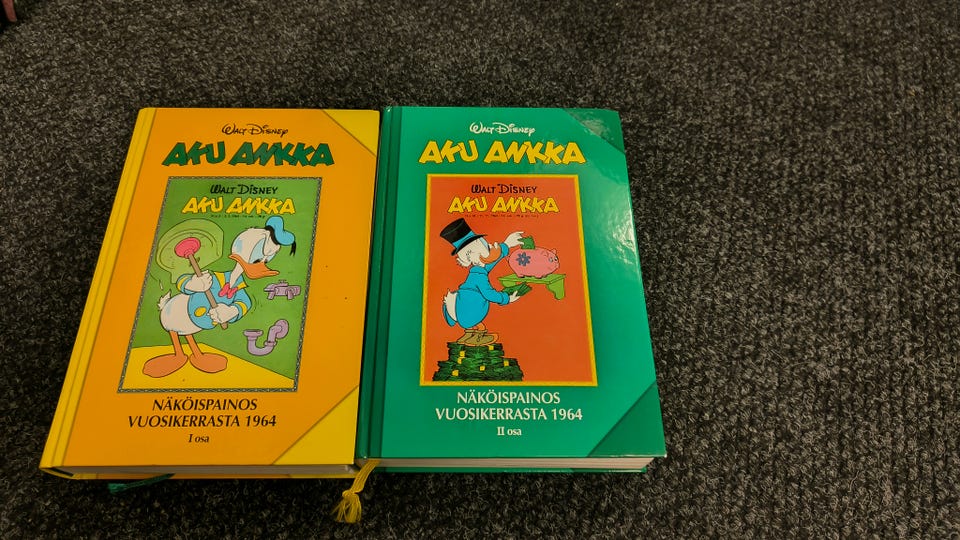 Walt Disney
AKU ANKKA
WALT DISNEY
AKU ANKKA
NÄKÖISPAINOS
VUOSIKERRASTA 1964
I osa
Walt Disney
AKU ANKKA
WALT DISNEY
AKU ANKKA
NÄKÖISPAINOS
VUOSIKERRASTA 1964
II osa